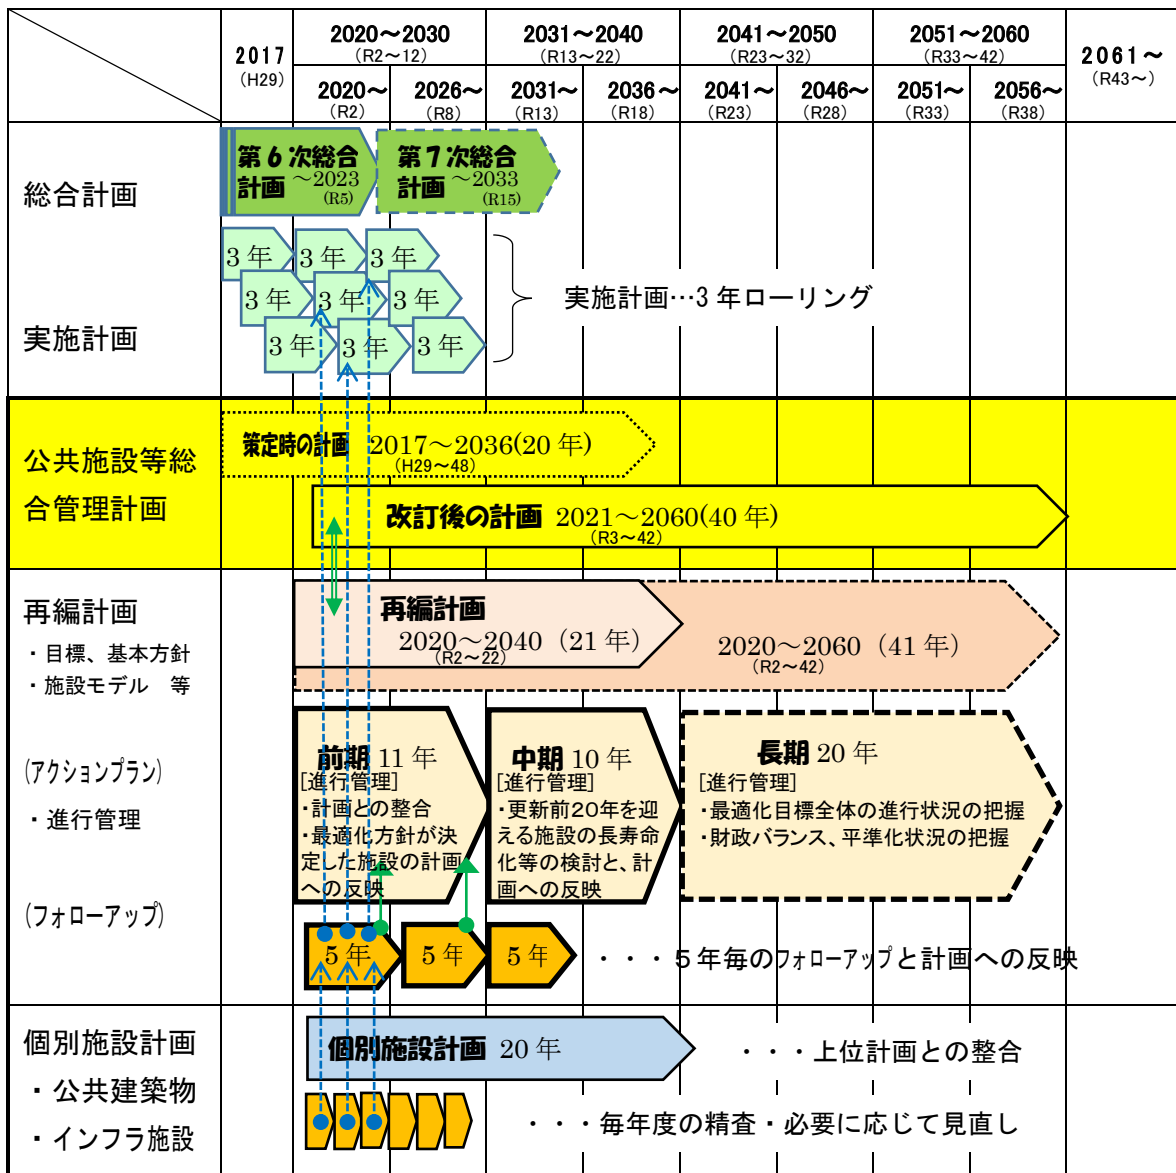 2017
(H29)
2020～2030
(R2～12)
2031～2040
(R13～22)
2041～2050
(R23～32)
2051～2060
(R33～42)
2061～
(R43～)
2020～
(R2)
2026～
(R8)
2031～
(R13)
2036～
(R18)
2041～
(R23)
2046～
(R28)
2051～
(R33)
2056～
(R38)
総合計画
第６次総合
計画 ～2023
(R5)
第７次総合
計画 ～2033
(R15)
実施計画
3 年
3 年
3 年
3 年
3 年
3 年
3 年
3 年
3 年
実施計画…3 年ローリング
公共施設等総
合管理計画
策定時の計画 2017～2036(20 年)
(H29～48)
改訂後の計画 2021～2060(40 年)
(R3～42)
再編計画
・目標、基本方針
・施設モデル　等
再編計画
2020～2040（21 年）
(R2～22)
2020～2060（41 年）
(R2～42)
(アクションプラン)
・進行管理
前期 11 年
[進行管理]
・計画との整合
・最適化方針が決
定した施設の計画
への反映
中期 10 年
[進行管理]
・更新前20年を迎
える施設の長寿命
化等の検討と、計
画への反映
長期 20 年
[進行管理]
・最適化目標全体の進行状況の把握
・財政バランス、平準化状況の把握
(フォローアップ)
5 年
5 年
5 年
・・・５年毎のフォローアップと計画への反映
個別施設計画
・公共建築物
・インフラ施設
個別施設計画 20 年
・・・上位計画との整合
・・・毎年度の精査・必要に応じて見直し